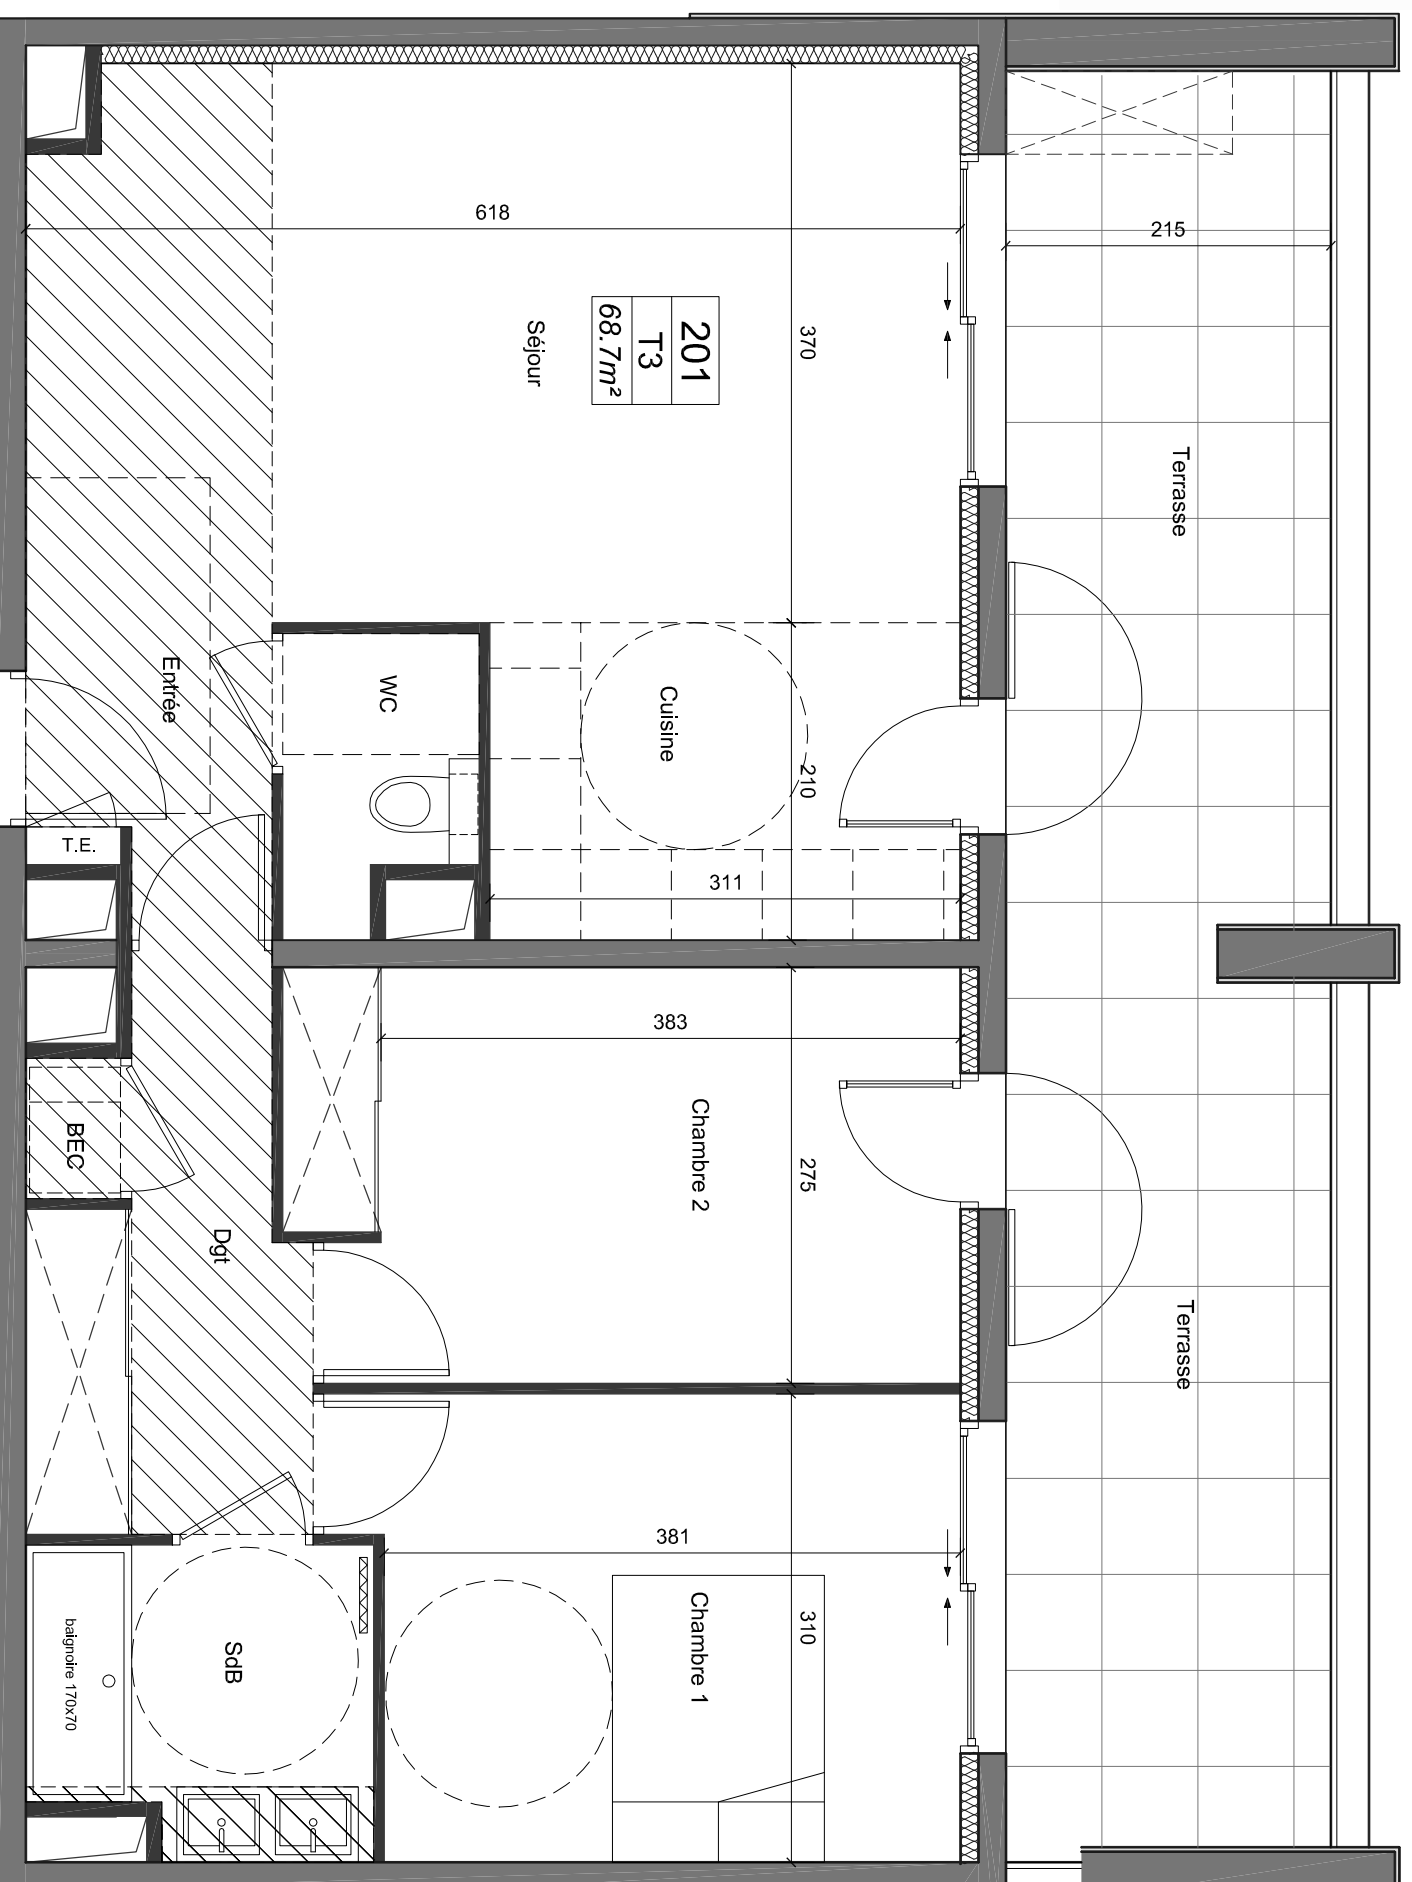 618
215
201
T3
68.7m²
370
Séjour
Terrasse
Entrée
WC
Cuisine
210
T.E.
311
383
Chambre 2
275
BEC
Dgt
Terrasse
381
Chambre 1
310
SdB
baignoire 170x70